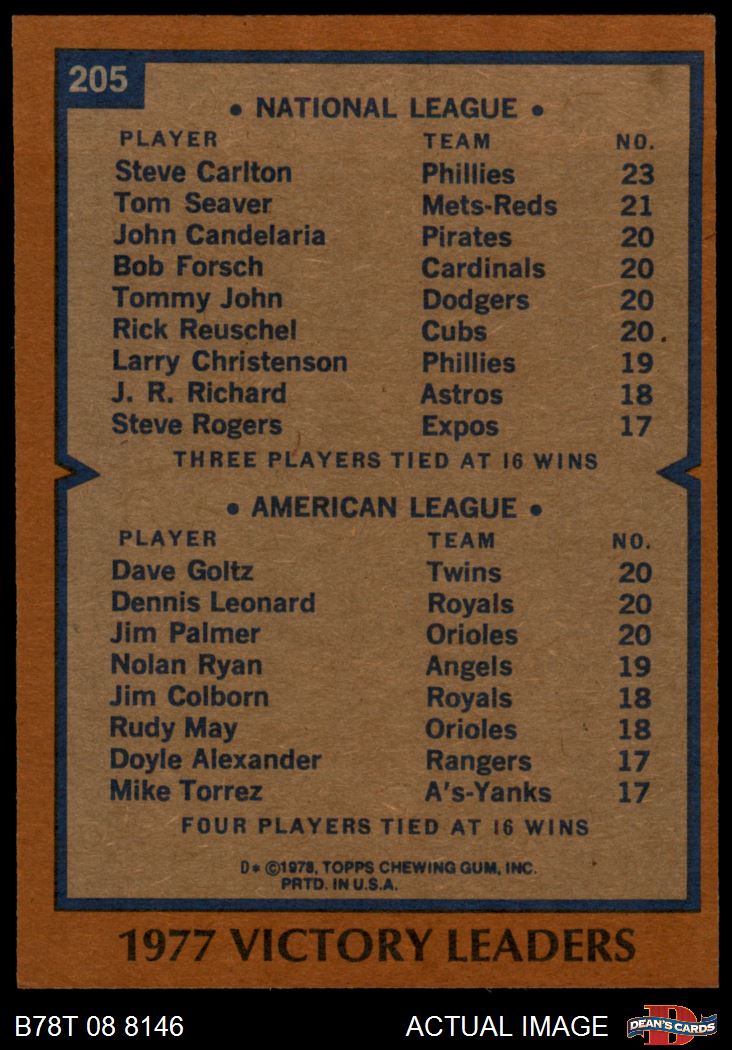 205
• NATIONAL LEAGUE •
PLAYER TEAM NO.
Steve Carlton Phillies 23
Tom Seaver Mets-Reds 21
John Candelaria Pirates 20
Bob Forsch Cardinals 20
Tommy John Dodgers 20
Rick Reuschel Cubs 20.
Larry Christenson Phillies 19
J. R. Richard Astros 18
Steve Rogers Expos 17
THREE PLAYERS TIED AT 16 WINS
• AMERICAN LEAGUE •
PLAYER TEAM NO.
Dave Goltz Twins 20
Dennis Leonard Royals 20
Jim Palmer Orioles 20
Nolan Ryan Angels 19
Jim Colborn Royals 18
Rudy May Orioles 18
Doyle Alexander Rangers 17
Mike Torrez A's-Yanks 17
FOUR PLAYERS TIED AT 16 WINS
D* ©1978, TOPPS CHEWING GUM, INC.
PRTD. IN U.S.A.
1977 VICTORY LEADERS
B78T 08 8146 ACTUAL IMAGE
D
DEAN'S CARDS